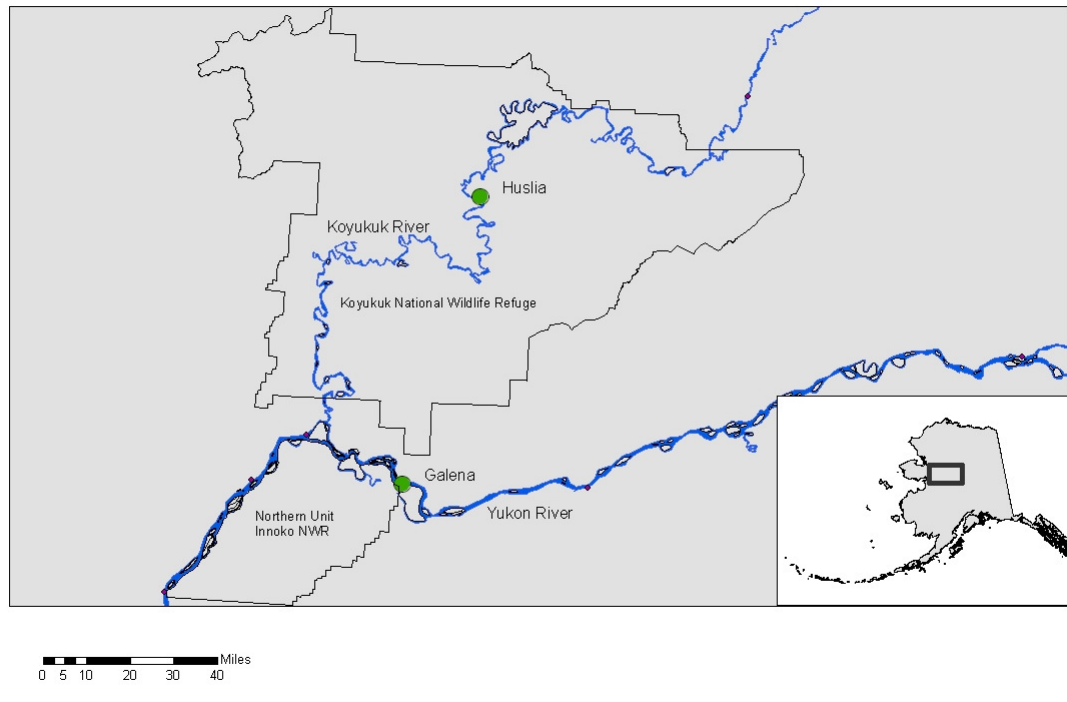 Huslia
Koyukuk River
Koyukuk National Wildlife Refuge
Galena
Yukon River
Northern Unit
Innoko NWR
Miles
0 5 10 20 30 40